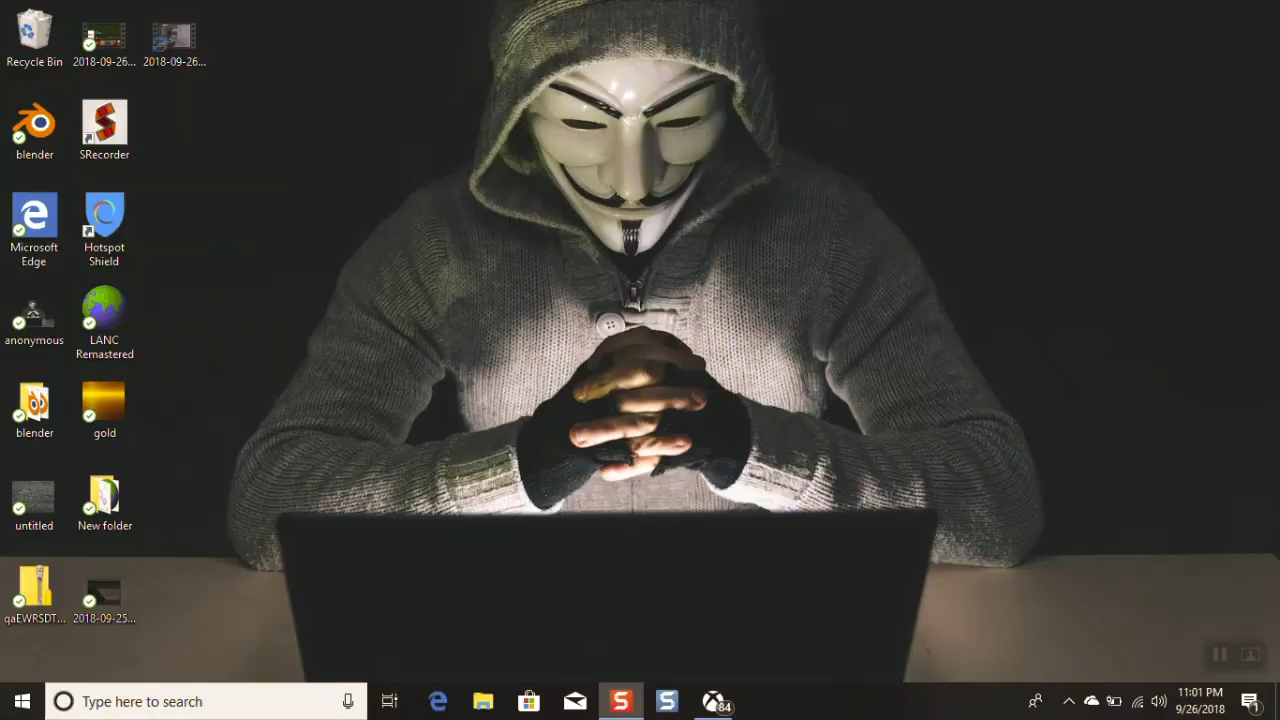 Recycle Bin
2018-09-26...
2018-09-26...
blender
SRecorder
Microsoft
Edge
Hotspot
Shield
anonymous
LANC
Remastered
blender
gold
untitled
New folder
qaEWRSDT...
2018-09-25...
Type here to search
84
11:01 PM
9/26/2018
1